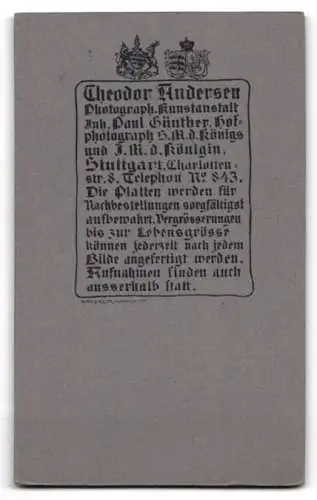 Theodor Andersen
Photograph. Kunstanstalt
Inh. Paul Günther, Hof-
photograph S. M. d. Königs
und I. M. d. Königin,
Stuttgart, Charlotten-
str. 8. Telephon No. 843.
Die Platten werden für
Nachbestellungen sorgfältigst
aufbewahrt. Vergrösserungen
bis zur Lebensgrösse
können jederzeit nach jedem
Bilde angefertigt werden.
Aufnahmen finden auch
ausserhalb statt.